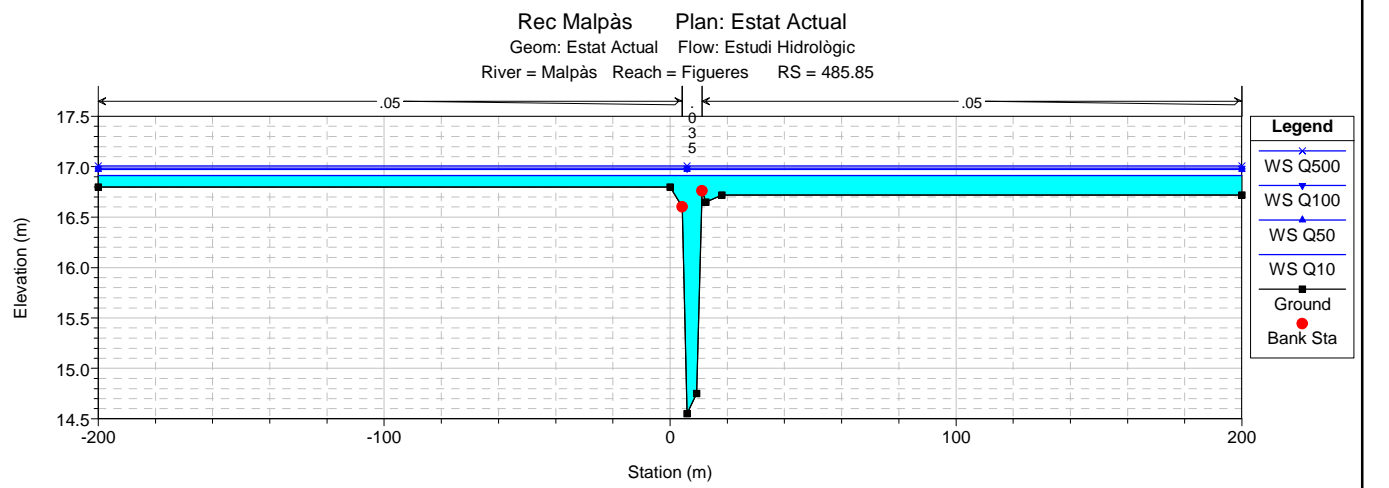 Rec Malpàs Plan: Estat Actual
Geom: Estat Actual Flow: Estudi Hidrològic
River = Malpàs Reach = Figueres RS = 485.85
.05
.
0
3
5
.05
17.5
17.0
16.5
16.0
15.5
15.0
14.5
Elevation (m)
-200
-100
0
100
200
Station (m)
Legend
WS Q500
WS Q100
WS Q50
WS Q10
Ground
Bank Sta